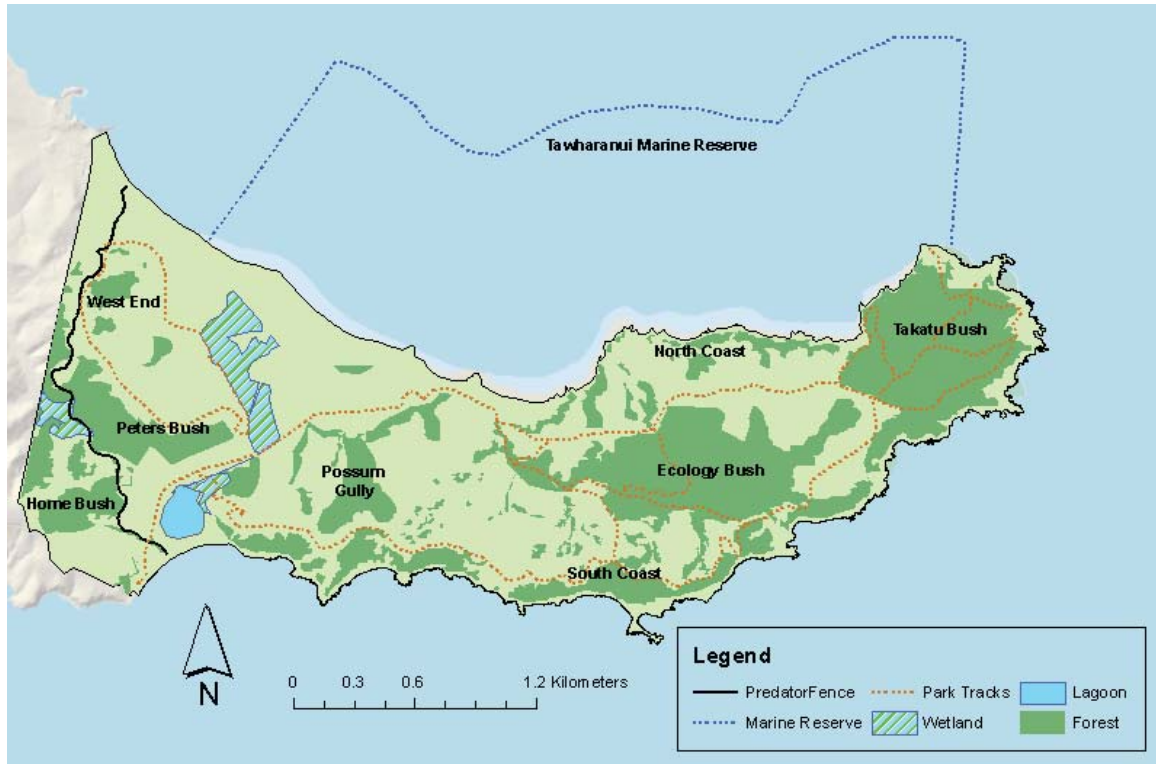 Tawharanui Marine Reserve
West End
Takatu Bush
North Coast
Peters Bush
Possum
Gully
Ecology Bush
Home Bush
South Coast
N
0 0.3 0.6 1.2 Kilometers
Legend
PredatorFence Park Tracks Lagoon
Marine Reserve Wetland Forest